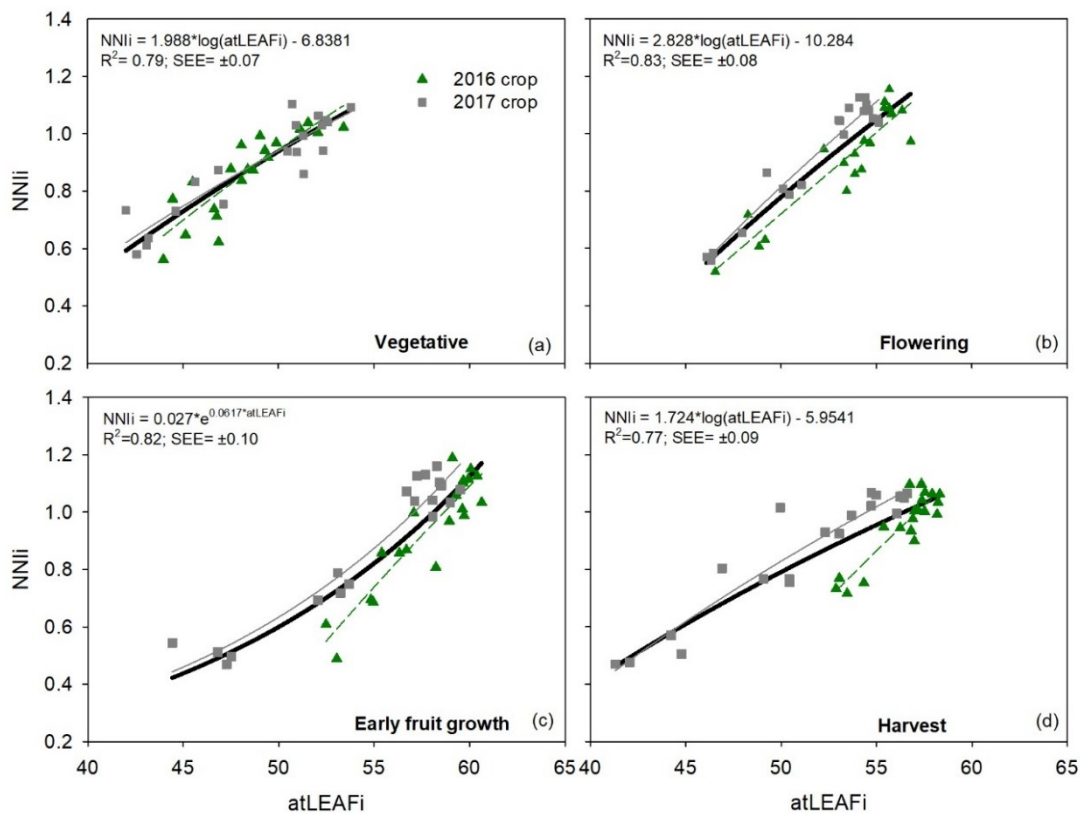 NNIi = 1.988*log(atLEAFi) - 6.8381
R²= 0.79; SEE= ±0.07
2016 crop
2017 crop
Vegetative
(a)
NNIi
1.4
1.2
1.0
0.8
0.6
0.4
0.2
NNIi = 2.828*log(atLEAFi) - 10.284
R²=0.83; SEE= ±0.08
Flowering
(b)
NNIi = 0.027*e^0.0617*atLEAFi
R²=0.82; SEE= ±0.10
Early fruit growth
(c)
NNIi
1.4
1.2
1.0
0.8
0.6
0.4
0.2
40 45 50 55 60 65
atLEAFi
NNIi = 1.724*log(atLEAFi) - 5.9541
R²=0.77; SEE= ±0.09
Harvest
(d)
45 50 55 60 65
atLEAFi